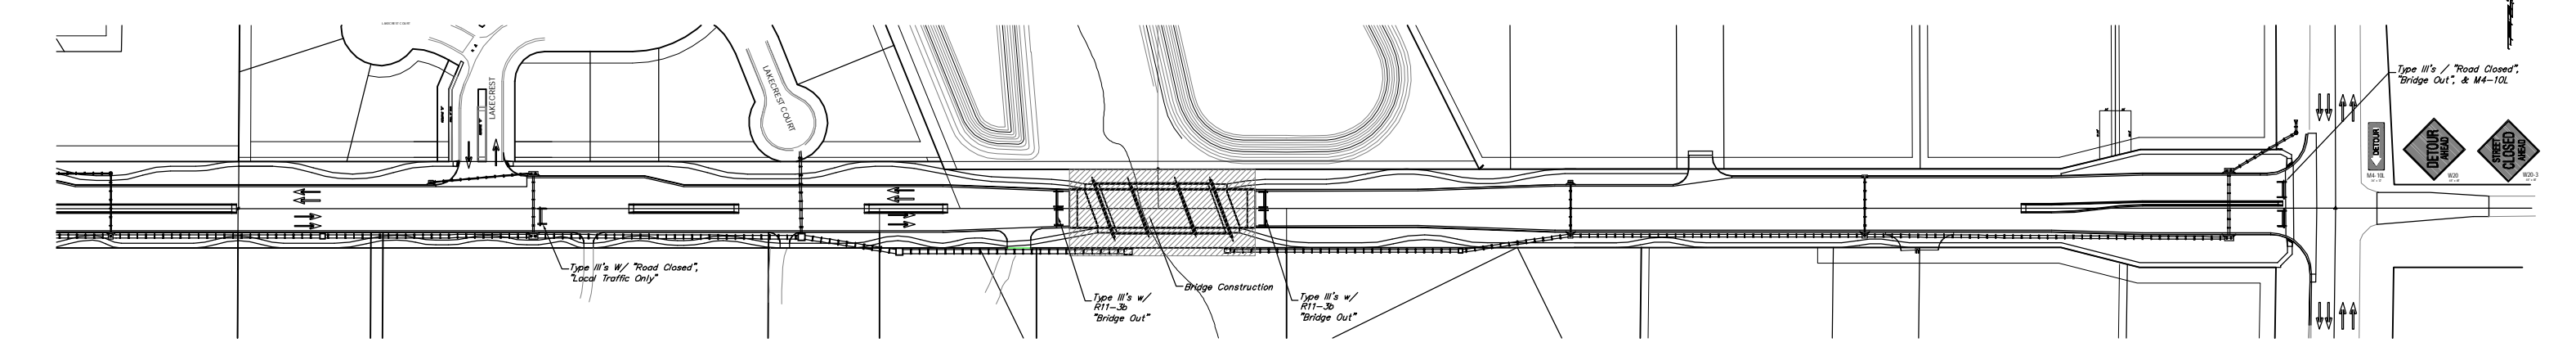 LAKECREST
LAKECREST COURT
Type III's / "Road Closed",
"Bridge Out", & M4-10L
DETOUR
M4-10L
DETOUR
AHEAD
W20
STREET
CLOSED
AHEAD
W20-3
Type III's W/ "Road Closed",
"Local Traffic Only"
Type III's w/
R11-3b
"Bridge Out"
Bridge Construction
Type III's w/
R11-3b
"Bridge Out"